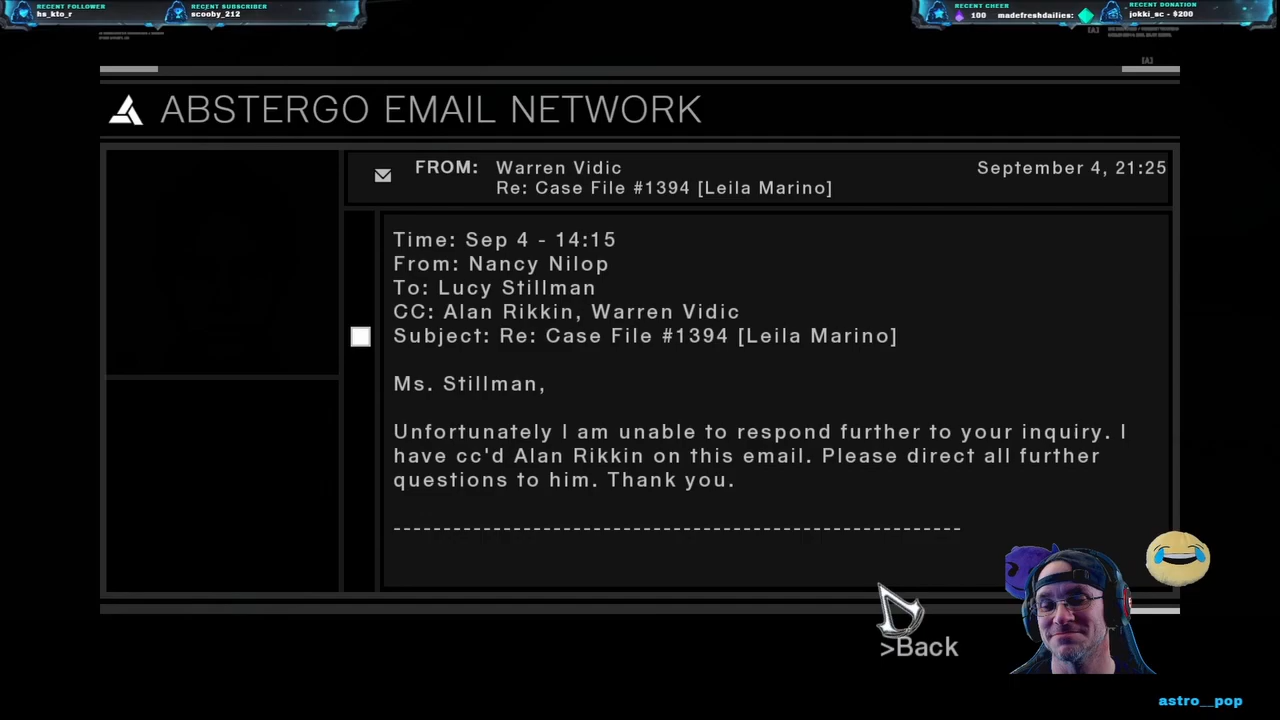 RECENT FOLLOWER
hs_kto_r
RECENT SUBSCRIBER
scooby_212
RECENT CHEER
100 madefreshdailies:
RECENT DONATION
jokki_sc - $200
[A]
[A]
ABSTERGO EMAIL NETWORK
FROM: Warren Vidic September 4, 21:25
Re: Case File #1394 [Leila Marino]
Time: Sep 4 - 14:15
From: Nancy Nilop
To: Lucy Stillman
CC: Alan Rikkin, Warren Vidic
Subject: Re: Case File #1394 [Leila Marino]
Ms. Stillman,
Unfortunately I am unable to respond further to your inquiry. I
have cc'd Alan Rikkin on this email. Please direct all further
questions to him. Thank you.
-------------------------------------------------------
>Back
astro__pop